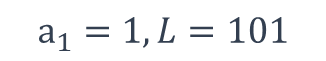 a₁ = 1, L = 101